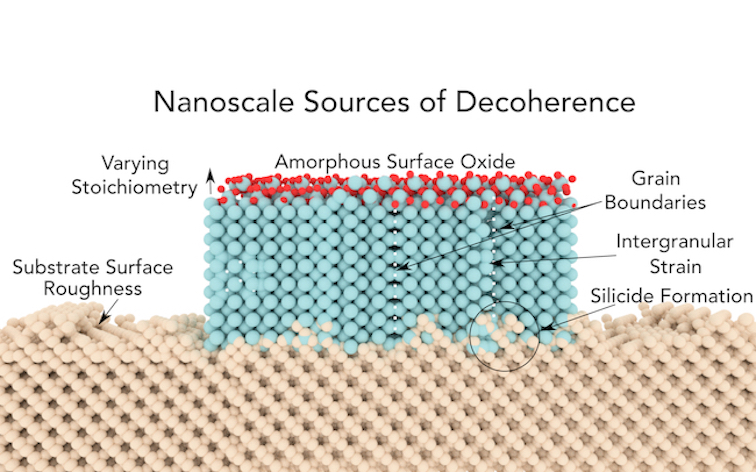 Nanoscale Sources of Decoherence
Varying
Stoichiometry
Amorphous Surface Oxide
Grain
Boundaries
Intergranular
Strain
Substrate Surface
Roughness
Silicide Formation